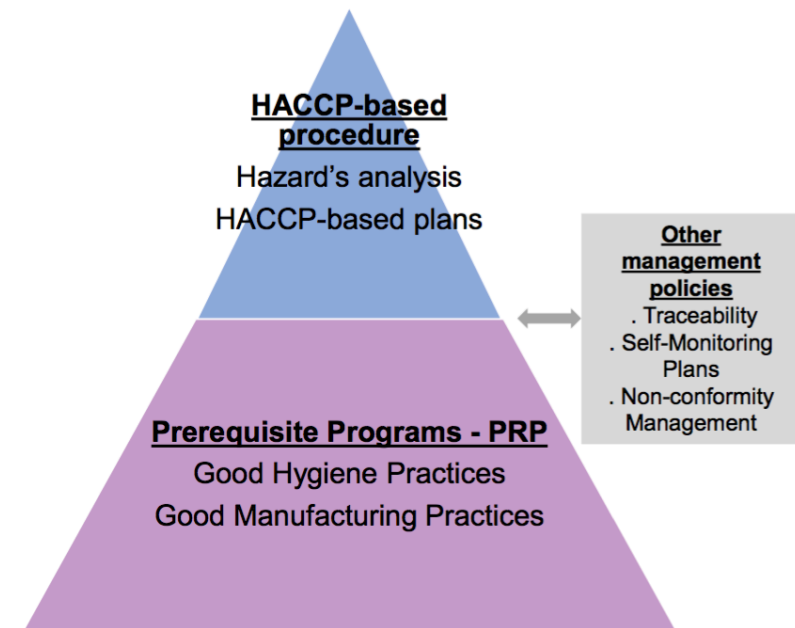 HACCP-based
procedure
Hazard's analysis
HACCP-based plans
Other
management
policies
. Traceability
. Self-Monitoring
Plans
. Non-conformity
Management
Prerequisite Programs - PRP
Good Hygiene Practices
Good Manufacturing Practices